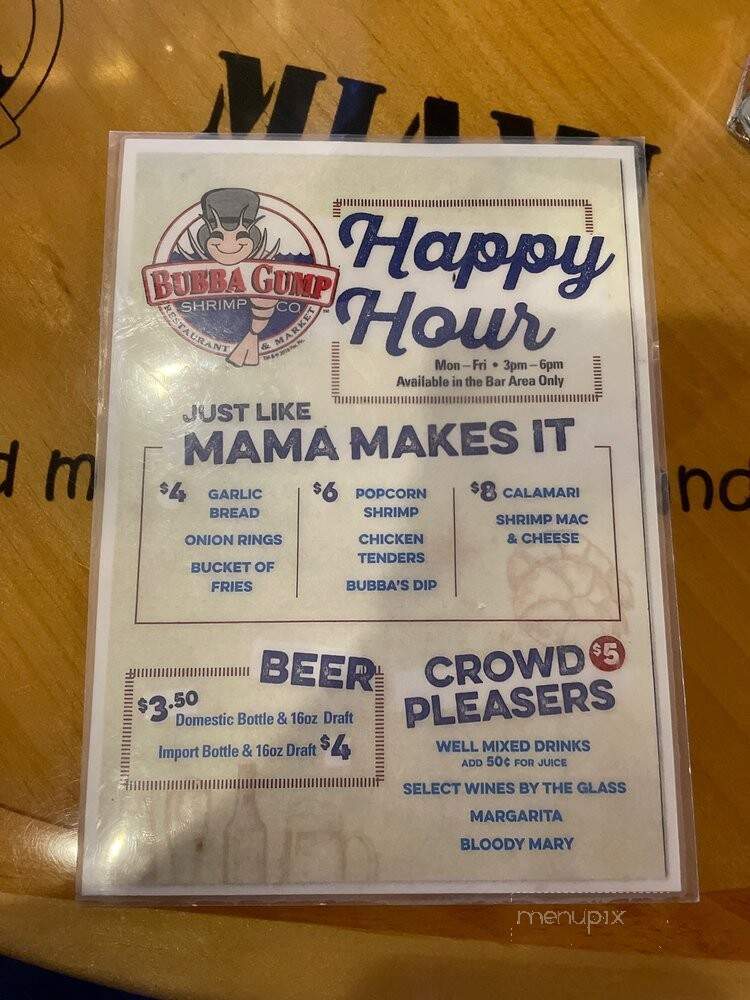 MIAMI
BUBBA GUMP
SHRIMP CO
RESTAURANT & MARKET
Happy
Hour
Mon – Fri • 3pm – 6pm
Available in the Bar Area Only
JUST LIKE
MAMA MAKES IT
$4 GARLIC
BREAD
ONION RINGS
BUCKET OF
FRIES
$6 POPCORN
SHRIMP
CHICKEN
TENDERS
BUBBA'S DIP
$8 CALAMARI
SHRIMP MAC
& CHEESE
BEER
$3.50
Domestic Bottle & 16oz Draft
Import Bottle & 16oz Draft $4
CROWD $5
PLEASERS
WELL MIXED DRINKS
ADD 50¢ FOR JUICE
SELECT WINES BY THE GLASS
MARGARITA
BLOODY MARY
menupix